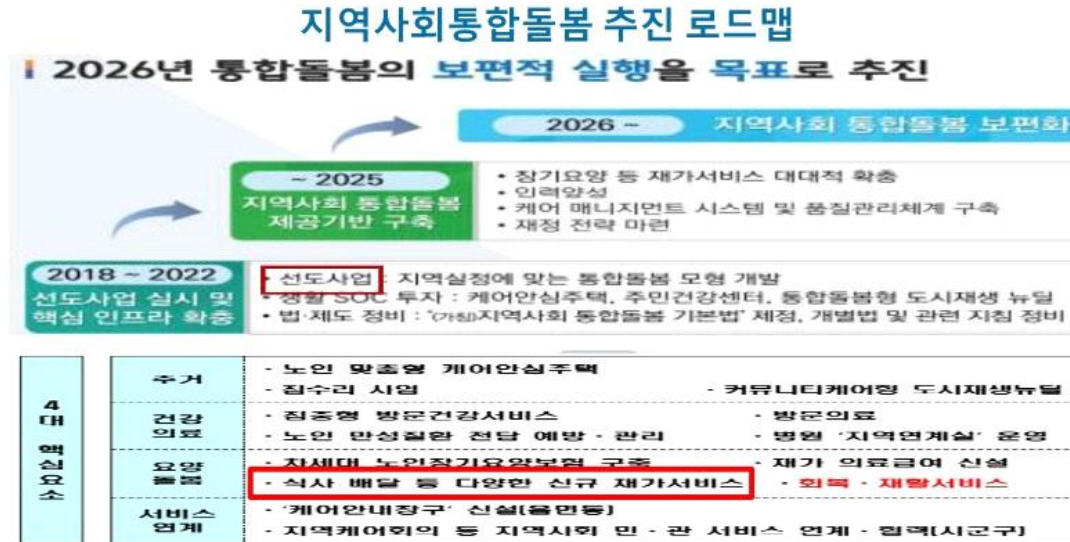 지역사회통합돌봄 추진 로드맵
2026년 통합돌봄의 보편적 실행을 목표로 추진
2026 ~ 지역사회 통합돌봄 보편화
~ 2025
지역사회 통합돌봄
제공기반 구축
• 장기요양 등 재가서비스 대대적 확충
• 인력양성
• 케어 매니지먼트 시스템 및 품질관리체계 구축
• 재정 전략 마련
2018 ~ 2022
선도사업 실시 및
핵심 인프라 확충
• 선도사업 : 지역실정에 맞는 통합돌봄 모형 개발
• 생활 SOC 투자 : 케어안심주택, 주민건강센터, 통합돌봄형 도시재생 뉴딜
• 법·제도 정비 : '(가칭)지역사회 통합돌봄 기본법' 제정, 개별법 및 관련 지침 정비
4대 핵심요소
주거
· 노인 맞춤형 케어안심주택
· 집수리 사업 · 커뮤니티케어형 도시재생뉴딜
건강
의료
· 집중형 방문건강서비스 · 방문의료
· 노인 만성질환 전담 예방·관리 · 병원 '지역연계실' 운영
요양
돌봄
· 차세대 노인장기요양보험 구축 · 재가 의료급여 신설
· 식사 배달 등 다양한 신규 재가서비스 · 회복·재활서비스
서비스
연계
· '케어안내창구' 신설(읍면동)
· 지역케어회의 등 지역사회 민·관 서비스 연계·협력(시군구)